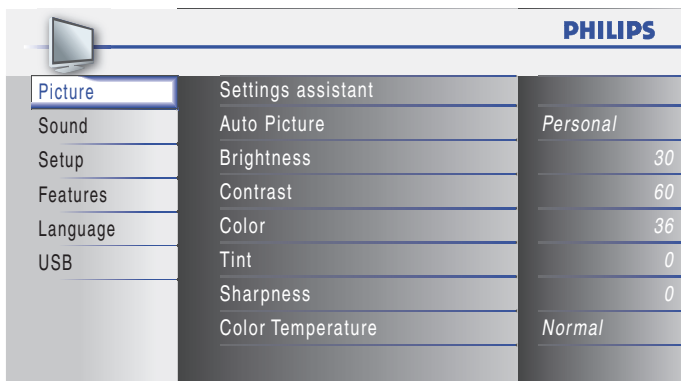 PHILIPS
Picture
Sound
Setup
Features
Language
USB
Settings assistant
Auto Picture Personal
Brightness 30
Contrast 60
Color 36
Tint 0
Sharpness 0
Color Temperature Normal